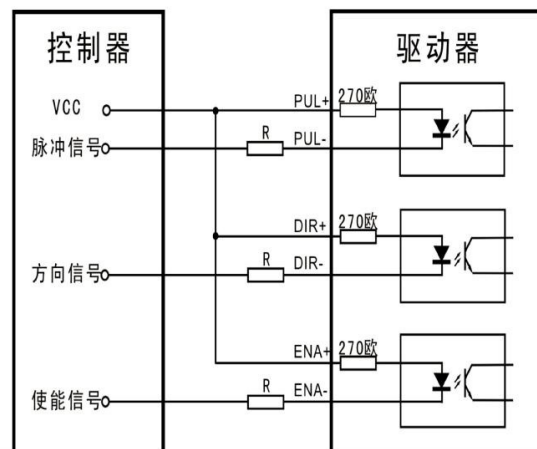 控制器
驱动器
VCC
PUL+
270欧
脉冲信号
R
PUL-
DIR+
270欧
方向信号
R
DIR-
ENA+
270欧
使能信号
R
ENA-